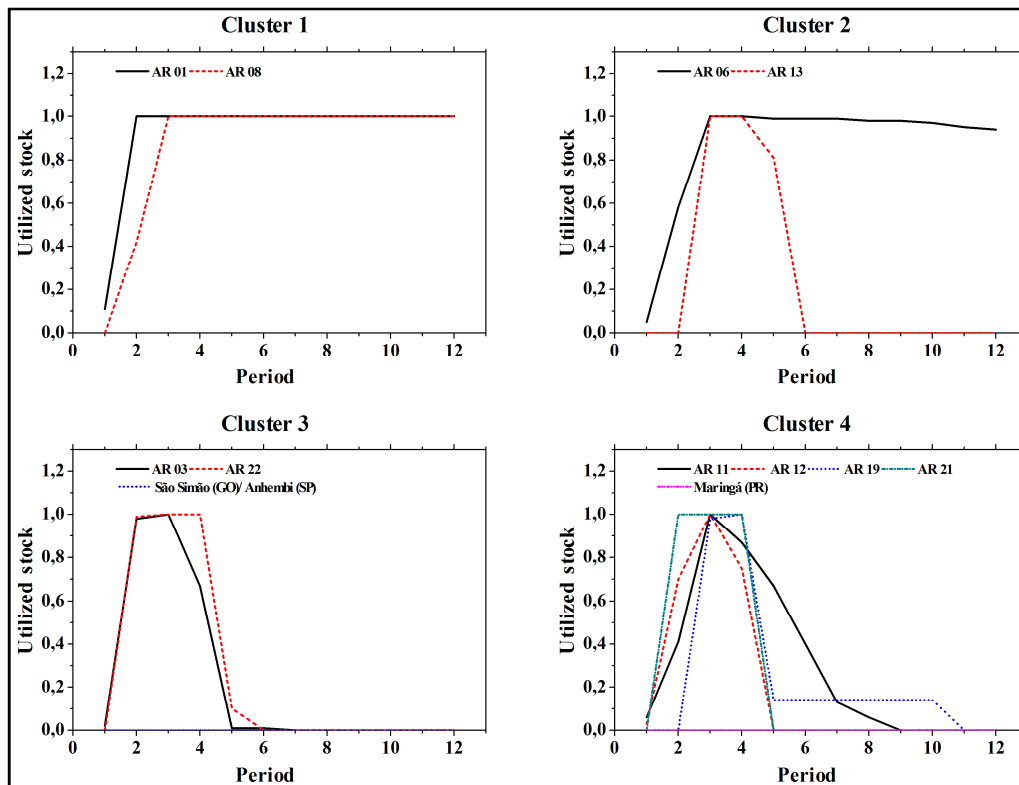 Cluster 1
AR 01 AR 08
1,2
1,0
0,8
0,6
0,4
0,2
0,0
Utilized stock
0 2 4 6 8 10 12
Period
Cluster 2
AR 06 AR 13
1,2
1,0
0,8
0,6
0,4
0,2
0,0
Utilized stock
0 2 4 6 8 10 12
Period
Cluster 3
AR 03 AR 22
São Simão (GO)/ Anhembi (SP)
1,2
1,0
0,8
0,6
0,4
0,2
0,0
Utilized stock
0 2 4 6 8 10 12
Period
Cluster 4
AR 11 AR 12 AR 19 AR 21
Maringá (PR)
1,2
1,0
0,8
0,6
0,4
0,2
0,0
Utilized stock
0 2 4 6 8 10 12
Period